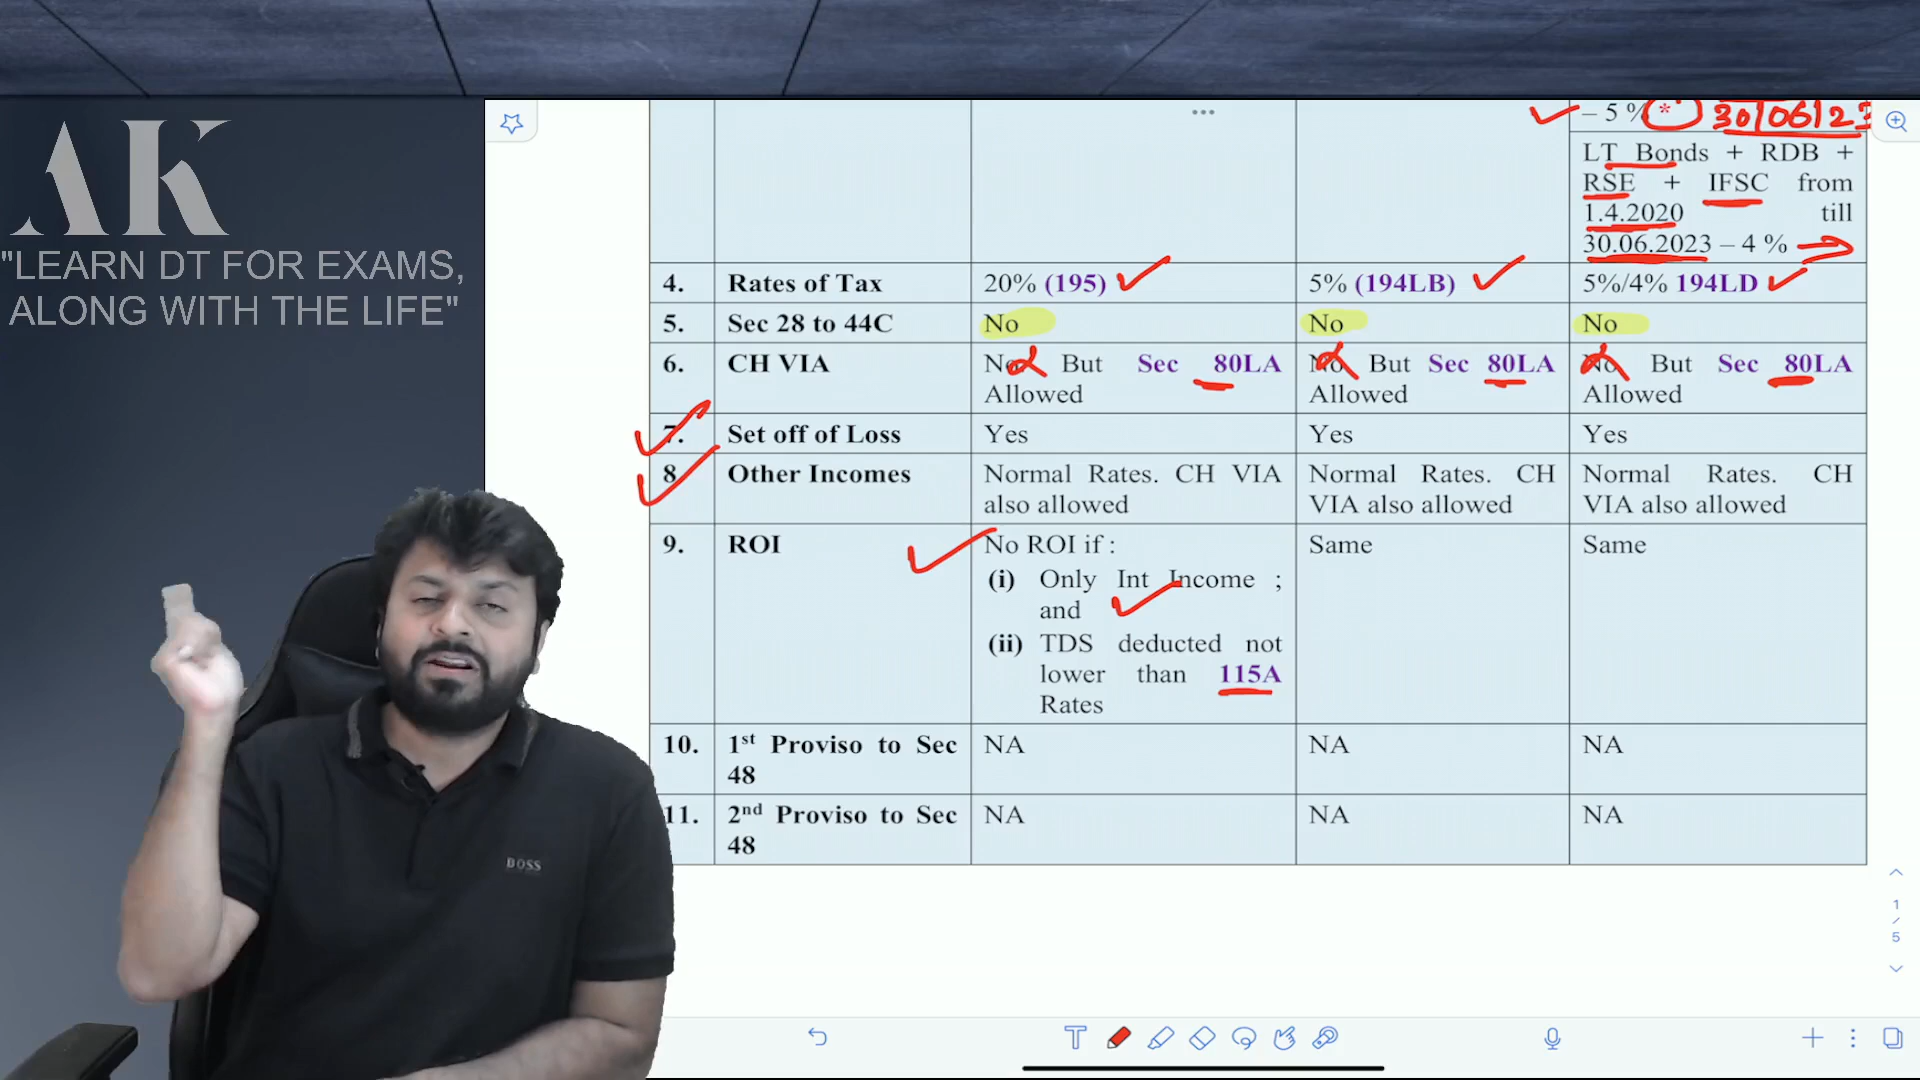 AK
"LEARN DT FOR EXAMS,
ALONG WITH THE LIFE"
– 5 % * 30/06/23
LT Bonds + RDB +
RSE + IFSC from
1.4.2020 till
30.06.2023 – 4 %
4. Rates of Tax 20% (195) 5% (194LB) 5%/4% 194LD
5. Sec 28 to 44C No No No
6. CH VIA No But Sec 80LA No But Sec 80LA No But Sec 80LA
Allowed Allowed Allowed
7. Set off of Loss Yes Yes Yes
8 Other Incomes Normal Rates. CH VIA Normal Rates. CH Normal Rates. CH
also allowed VIA also allowed VIA also allowed
9. ROI No ROI if : Same Same
(i) Only Int Income ;
and
(ii) TDS deducted not
lower than 115A
Rates
10. 1st Proviso to Sec NA NA NA
48
11. 2nd Proviso to Sec NA NA NA
48
BOSS
1
/
5
T